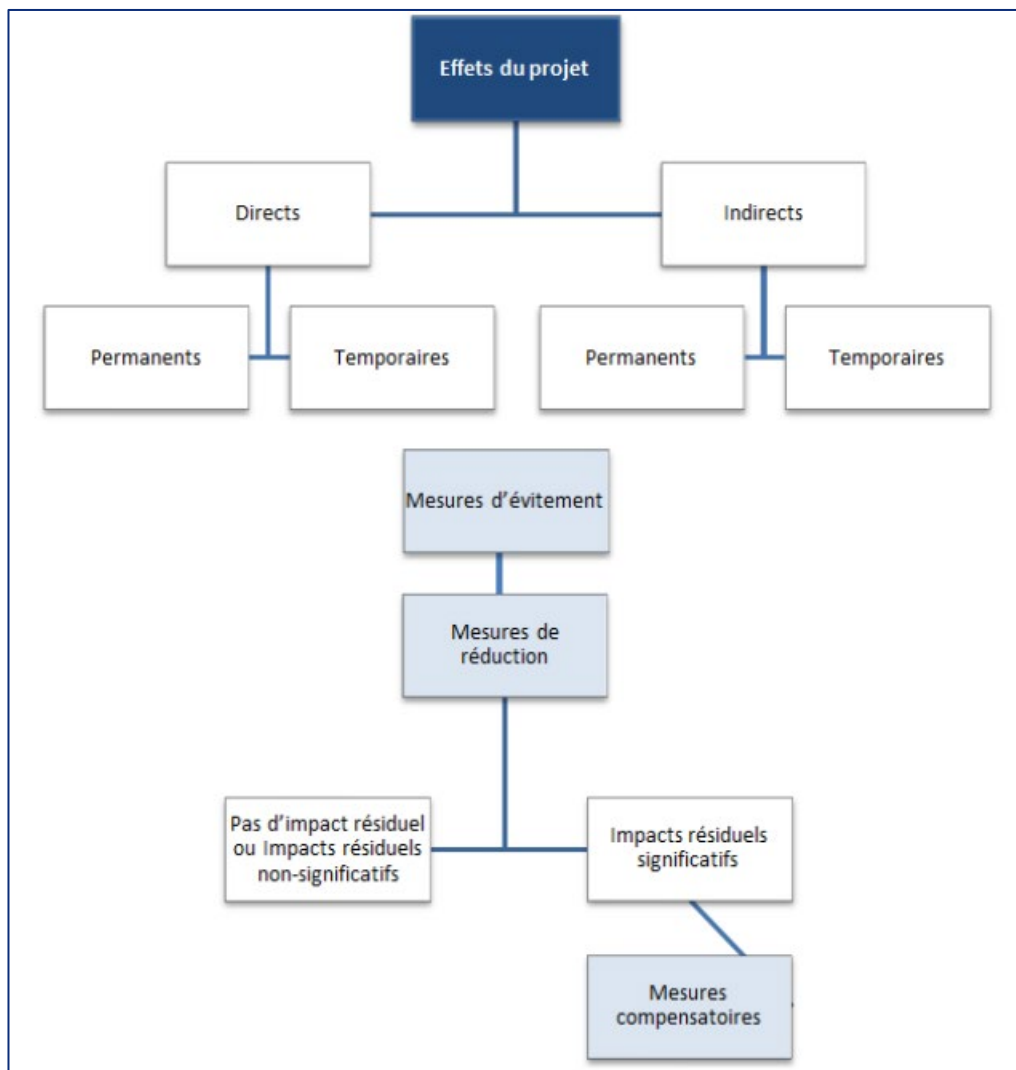 Effets du projet
Directs
Indirects
Permanents
Temporaires
Permanents
Temporaires
Mesures d'évitement
Mesures de
réduction
Pas d'impact résiduel
ou Impacts résiduels
non-significatifs
Impacts résiduels
significatifs
Mesures
compensatoires